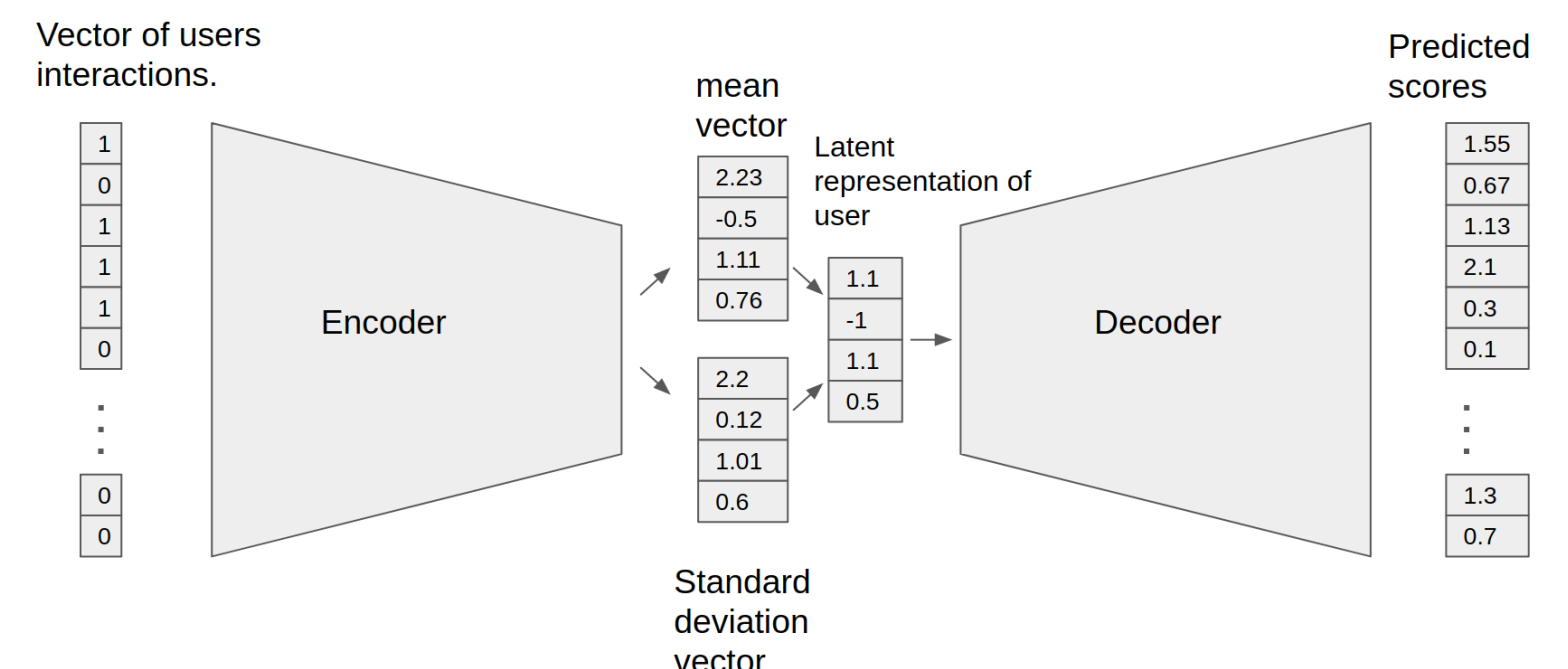 Vector of users
interactions.
1
0
1
1
1
0
0
0
Encoder
mean
vector
2.23
-0.5
1.11
0.76
2.2
0.12
1.01
0.6
Standard
deviation
vector
Latent
representation of
user
1.1
-1
1.1
0.5
Decoder
Predicted
scores
1.55
0.67
1.13
2.1
0.3
0.1
1.3
0.7